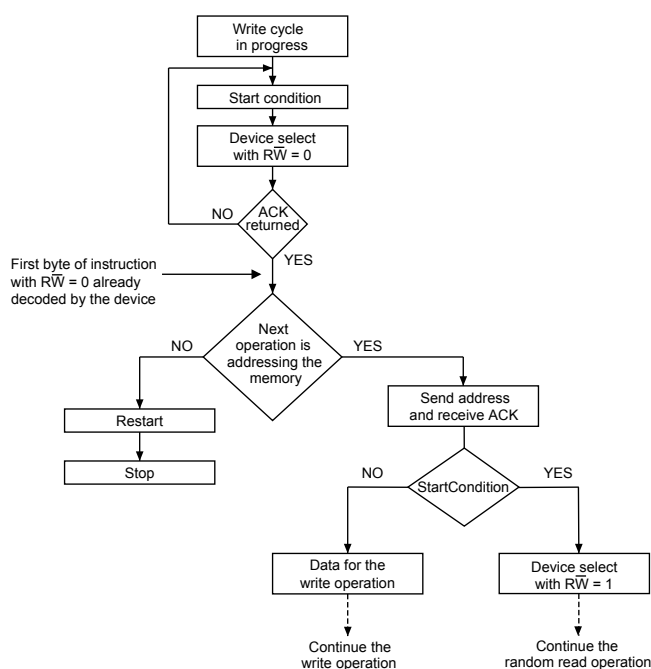 Write cycle
in progress
Start condition
Device select
with RW̅ = 0
ACK
returned
NO
YES
First byte of instruction
with RW̅ = 0 already
decoded by the device
Next
operation is
addressing the
memory
NO
YES
Send address
and receive ACK
Restart
Stop
StartCondition
NO
YES
Data for the
write operation
Device select
with RW̅ = 1
Continue the
write operation
Continue the
random read operation